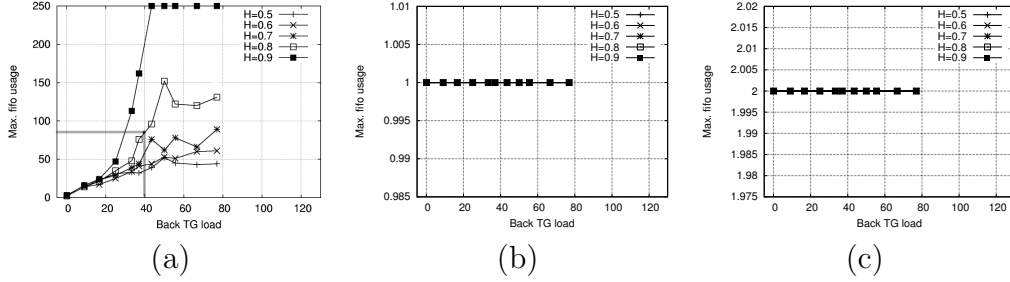 250
200
150
100
50
0
Max. fifo usage
0 20 40 60 80 100 120
Back TG load
H=0.5
H=0.6
H=0.7
H=0.8
H=0.9
(a)
1.01
1.005
1
0.995
0.99
0.985
Max. fifo usage
0 20 40 60 80 100 120
Back TG load
H=0.5
H=0.6
H=0.7
H=0.8
H=0.9
(b)
2.02
2.015
2.01
2.005
2
1.995
1.99
1.985
1.98
1.975
Max. fifo usage
0 20 40 60 80 100 120
Back TG load
H=0.5
H=0.6
H=0.7
H=0.8
H=0.9
(c)